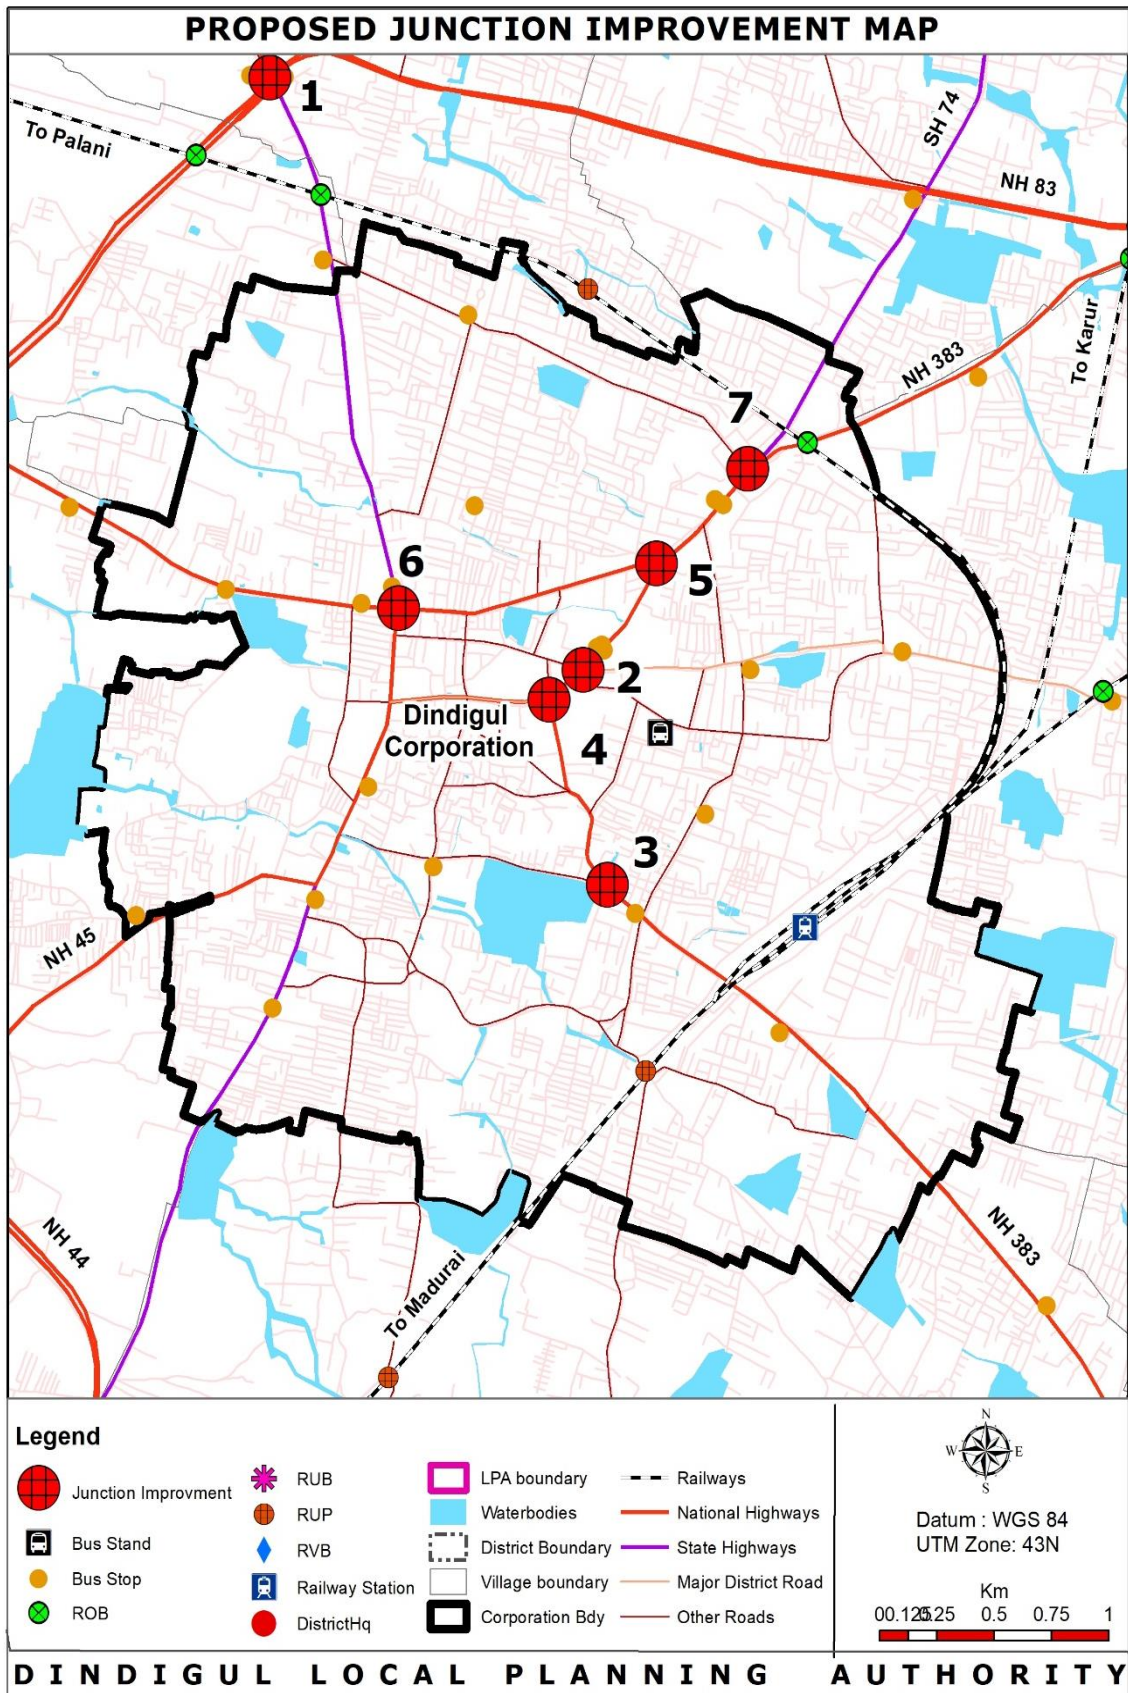 PROPOSED JUNCTION IMPROVEMENT MAP
1
To Palani
SH 74
NH 83
To Karur
NH 383
7
6
5
2
Dindigul
Corporation
4
3
NH 45
NH 44
To Madurai
NH 383
Legend
Junction Improvment
Bus Stand
Bus Stop
ROB
RUB
RUP
RVB
Railway Station
DistrictHq
LPA boundary
Waterbodies
District Boundary
Village boundary
Corporation Bdy
Railways
National Highways
State Highways
Major District Road
Other Roads
N
W E
S
Datum : WGS 84
UTM Zone: 43N
Km
0 0.125 0.25 0.5 0.75 1
DINDIGUL LOCAL PLANNING AUTHORITY